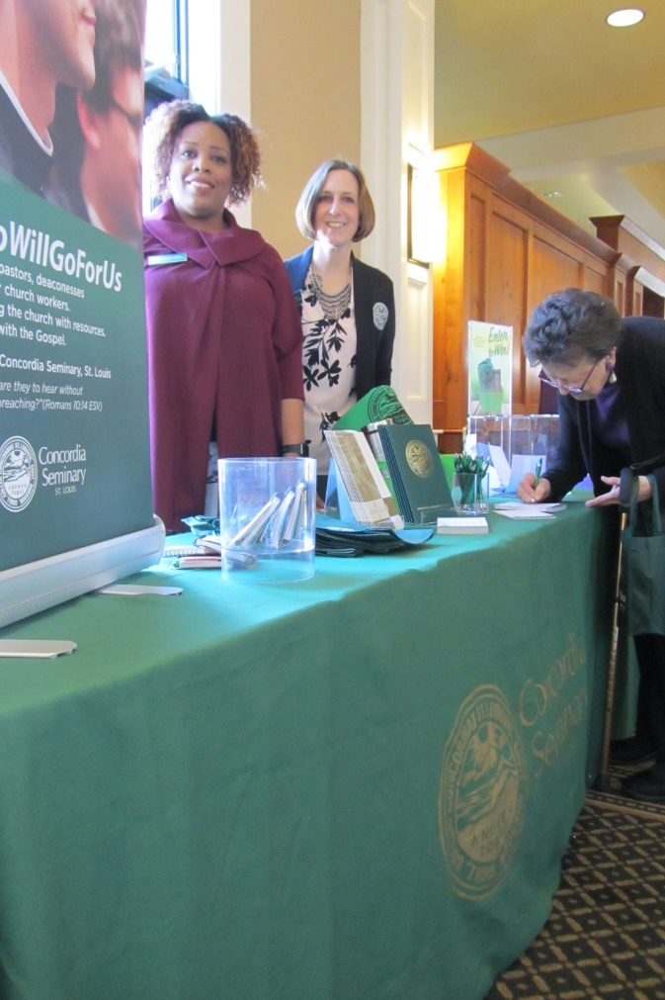 oWillGoForUs
pastors, deaconesses
church workers.
g the church with resources.
with the Gospel.
Concordia Seminary, St. Louis
are they to hear without
preaching?" (Romans 10:14 ESV)
Concordia
Seminary
ST. LOUIS
Enter
to Win!
Concordia
Seminary